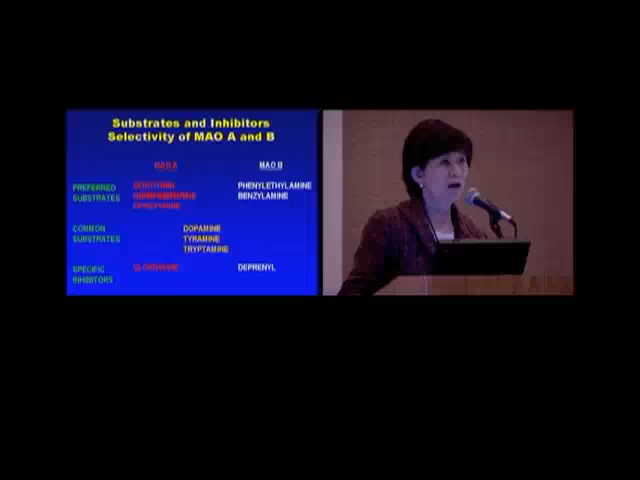 Substrates and Inhibitors
Selectivity of MAO A and B
MAO A MAO B
PREFERRED SUBSTRATES
SEROTONIN
NOREPINEPHRINE
EPINEPHRINE
PHENYLETHYLAMINE
BENZYLAMINE
COMMON SUBSTRATES
DOPAMINE
TYRAMINE
TRYPTAMINE
SPECIFIC INHIBITORS
CLORGYLINE
DEPRENYL